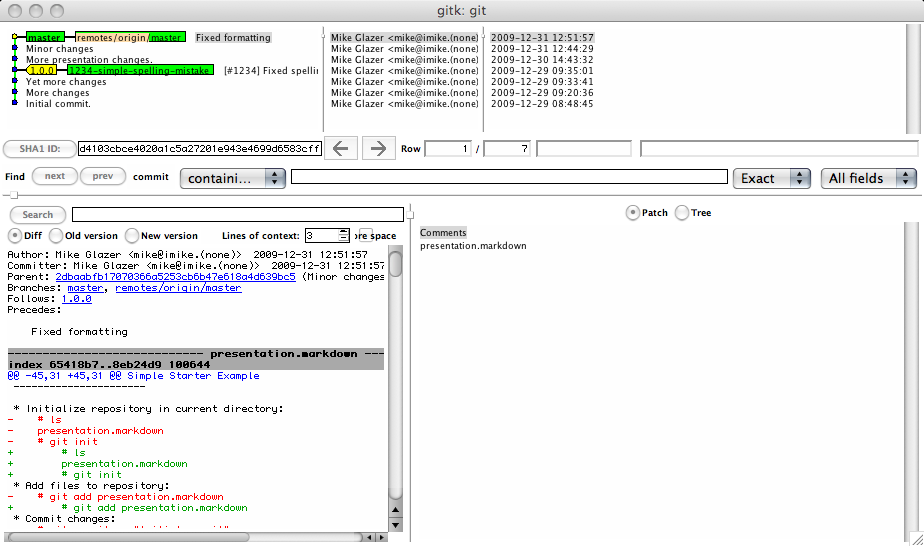 gitk: git
master remotes/origin/master Fixed formatting Mike Glazer <mike@imike.(none)> 2009-12-31 12:51:57
Minor changes Mike Glazer <mike@imike.(none)> 2009-12-31 12:44:29
More presentation changes. Mike Glazer <mike@imike.(none)> 2009-12-30 14:43:32
1.0.0 1234-simple-spelling-mistake [#1234] Fixed spellin Mike Glazer <mike@imike.(none)> 2009-12-29 09:35:01
Yet more changes Mike Glazer <mike@imike.(none)> 2009-12-29 09:33:41
More changes Mike Glazer <mike@imike.(none)> 2009-12-29 09:20:36
Initial commit. Mike Glazer <mike@imike.(none)> 2009-12-29 08:48:45
SHA1 ID: d4103cbce4020a1c5a27201e943e4699d6583cff Row 1 / 7
Find next prev commit containi... Exact All fields
Search
Diff Old version New version Lines of context: 3 ore space
Patch Tree
Comments
presentation.markdown
Author: Mike Glazer <mike@imike.(none)> 2009-12-31 12:51:57
Committer: Mike Glazer <mike@imike.(none)> 2009-12-31 12:51:57
Parent: 2dbaabfb17070366a5253cb6b47e618a4d639bc5 (Minor changes
Branches: master, remotes/origin/master
Follows: 1.0.0
Precedes:
Fixed formatting
---------------------------- presentation.markdown ---
index 65418b7..8eb24d9 100644
@@ -45,31 +45,31 @@ Simple Starter Example
----------------------
* Initialize repository in current directory:
- # ls
- presentation.markdown
- # git init
+ # ls
+ presentation.markdown
+ # git init
* Add files to repository:
- # git add presentation.markdown
+ # git add presentation.markdown
* Commit changes: